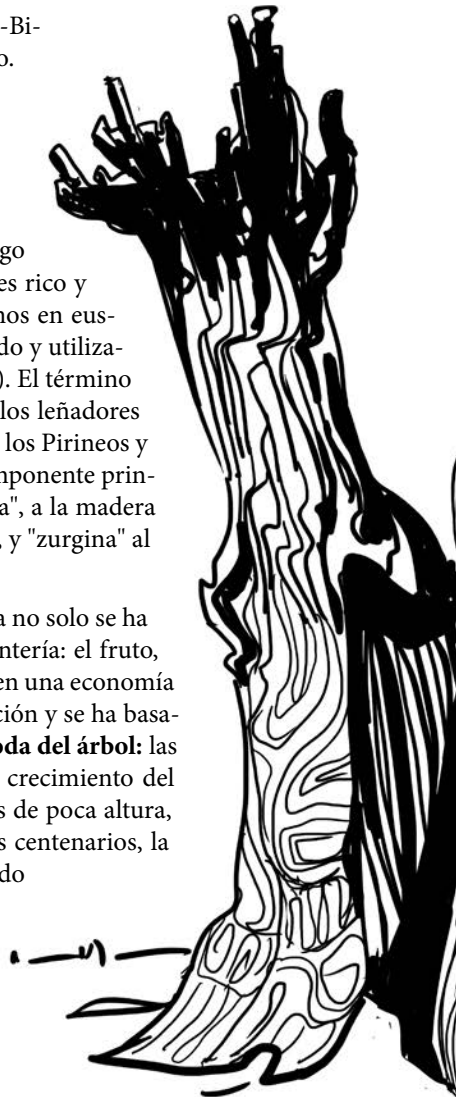 -Bi-
o.
go
es rico y
nos en eus-
do y utiliza-
). El término
los leñadores
los Pirineos y
mponente prin-
a", a la madera
, y "zurgina" al
a no solo se ha
ntería: el fruto,
en una economía
ción y se ha basa-
oda del árbol: las
crecimiento del
s de poca altura,
s centenarios, la
do